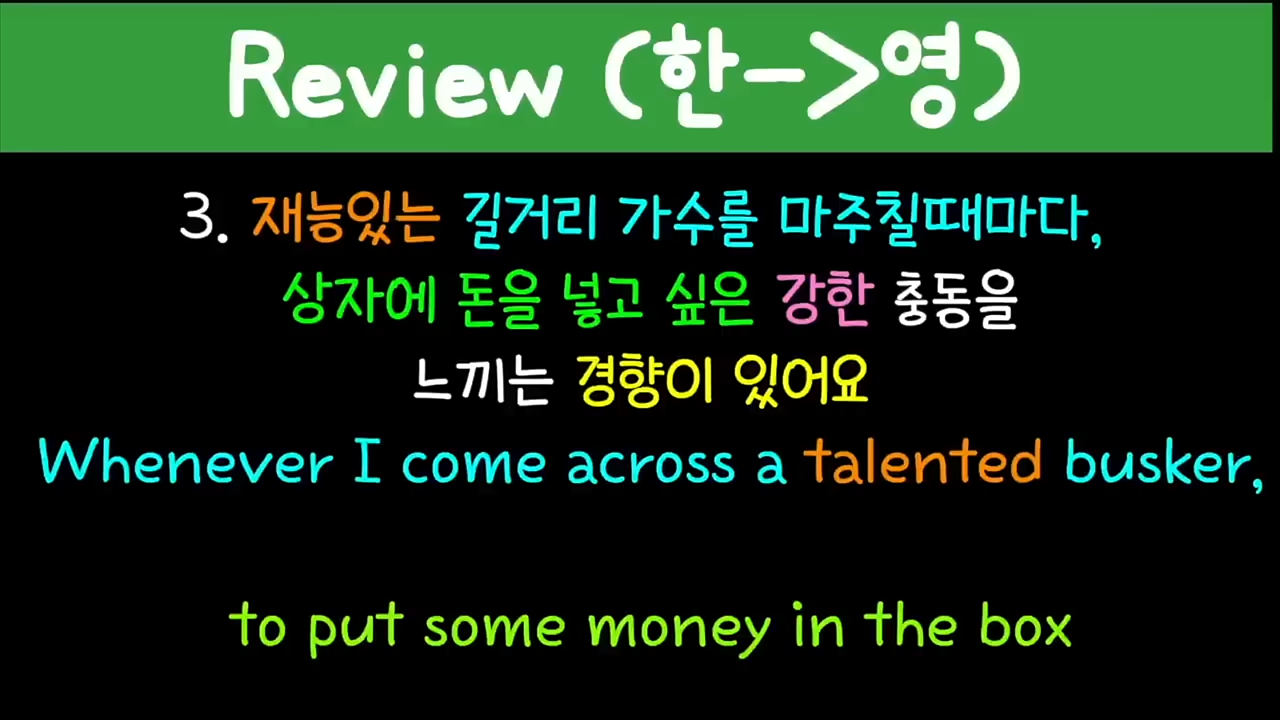 Review (한->영)
3. 재능있는 길거리 가수를 마주칠때마다,
상자에 돈을 넣고 싶은 강한 충동을
느끼는 경향이 있어요
Whenever I come across a talented busker,
to put some money in the box